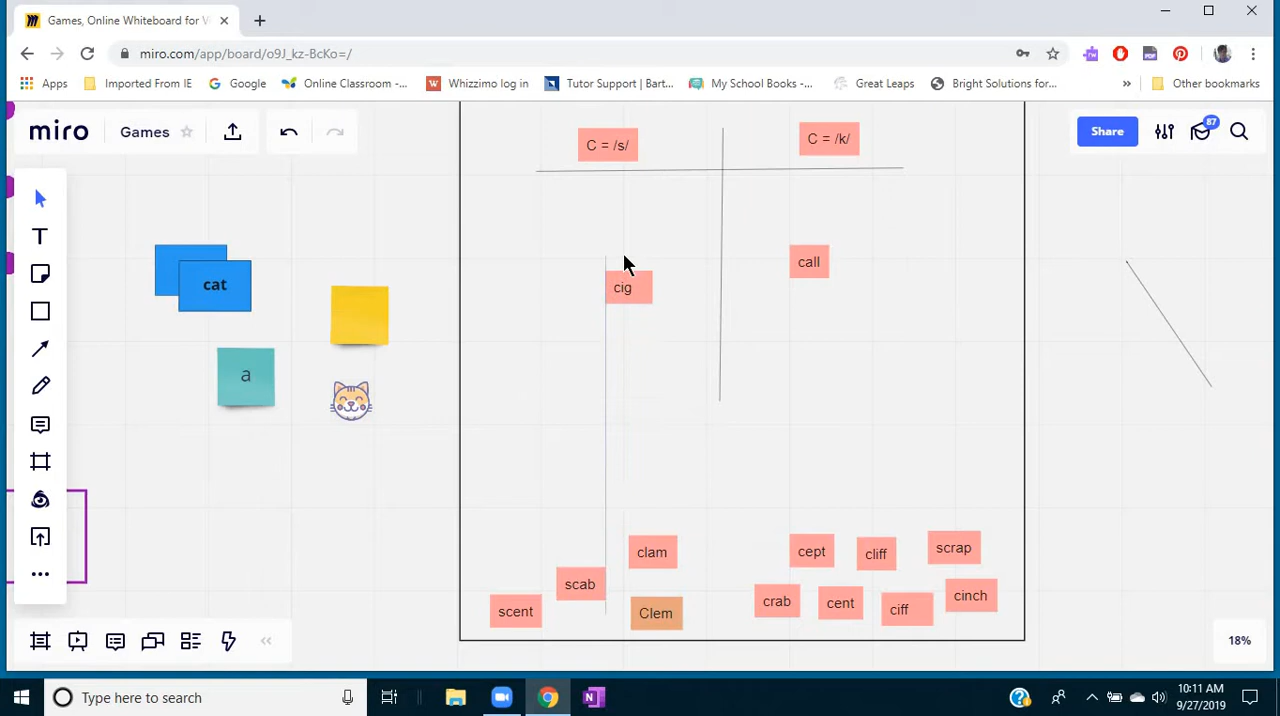 Games, Online Whiteboard for V
miro.com/app/board/o9J_kz-BcKo=/
Apps
Imported From IE
Google
Online Classroom -...
Whizzimo log in
Tutor Support | Bart...
My School Books -...
Great Leaps
Bright Solutions for...
»
Other bookmarks
miro
Games
Share
87
C = /s/
C = /k/
cat
a
cig
call
clam
scab
scent
Clem
cept
cliff
scrap
crab
cent
ciff
cinch
18%
Type here to search
10:11 AM
9/27/2019